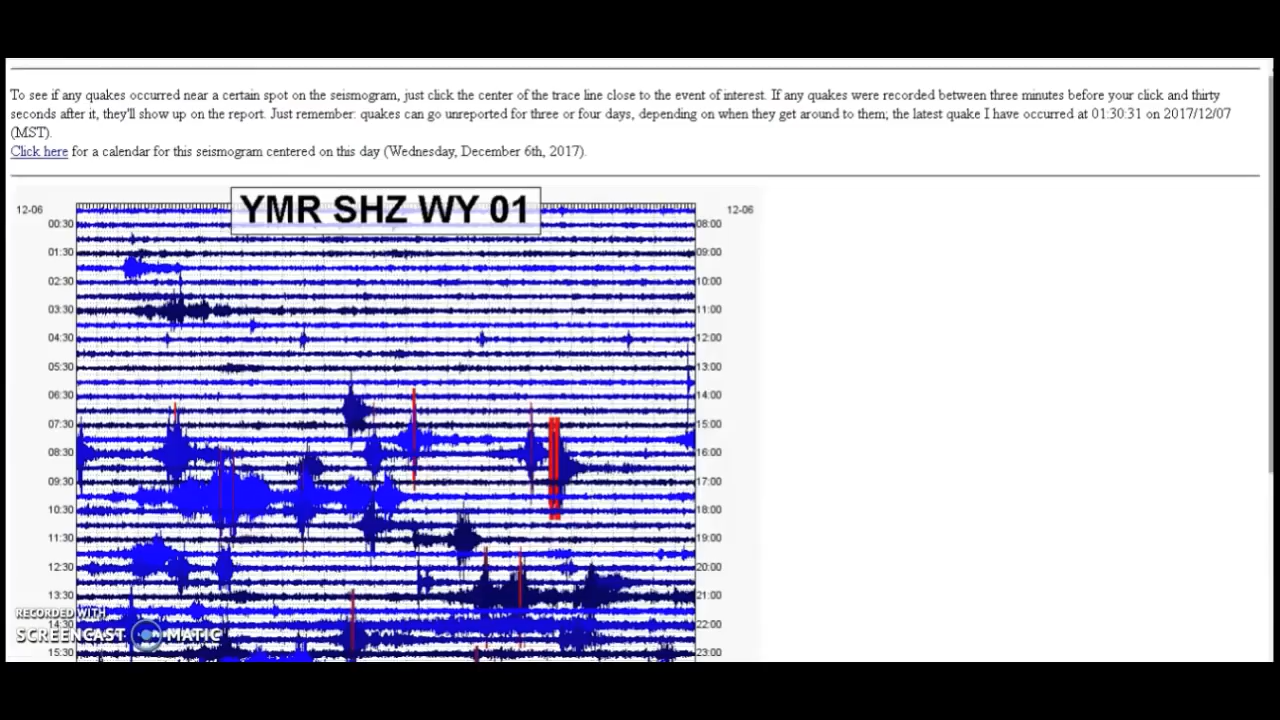 To see if any quakes occurred near a certain spot on the seismogram, just click the center of the trace line close to the event of interest. If any quakes were recorded between three minutes before your click and thirty
seconds after it, they'll show up on the report. Just remember: quakes can go unreported for three or four days, depending on when they get around to them; the latest quake I have occurred at 01:30:31 on 2017/12/07
(MST).
Click here for a calendar for this seismogram centered on this day (Wednesday, December 6th, 2017).
YMR SHZ WY 01
12-06 12-06
00:30 08:00
01:30 09:00
02:30 10:00
03:30 11:00
04:30 12:00
05:30 13:00
06:30 14:00
07:30 15:00
08:30 16:00
09:30 17:00
10:30 18:00
11:30 19:00
12:30 20:00
13:30 21:00
RECORDED WITH
14:30 22:00
SCREENCAST MATIC
15:30 23:00